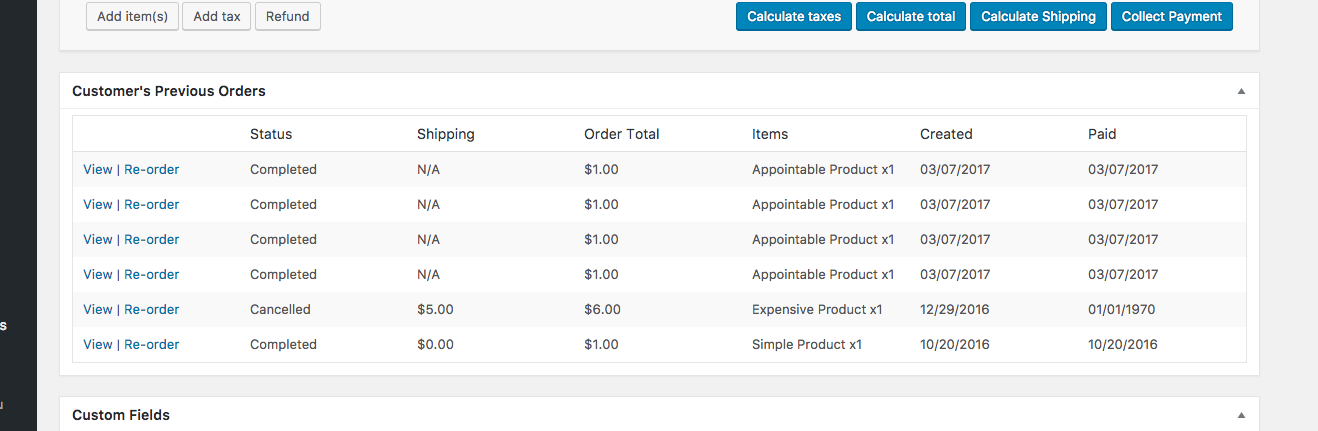 Add item(s) Add tax Refund Calculate taxes Calculate total Calculate Shipping Collect Payment
Customer's Previous Orders
Status Shipping Order Total Items Created Paid
View | Re-order Completed N/A $1.00 Appointable Product x1 03/07/2017 03/07/2017
View | Re-order Completed N/A $1.00 Appointable Product x1 03/07/2017 03/07/2017
View | Re-order Completed N/A $1.00 Appointable Product x1 03/07/2017 03/07/2017
View | Re-order Completed N/A $1.00 Appointable Product x1 03/07/2017 03/07/2017
View | Re-order Cancelled $5.00 $6.00 Expensive Product x1 12/29/2016 01/01/1970
s
View | Re-order Completed $0.00 $1.00 Simple Product x1 10/20/2016 10/20/2016
Custom Fields